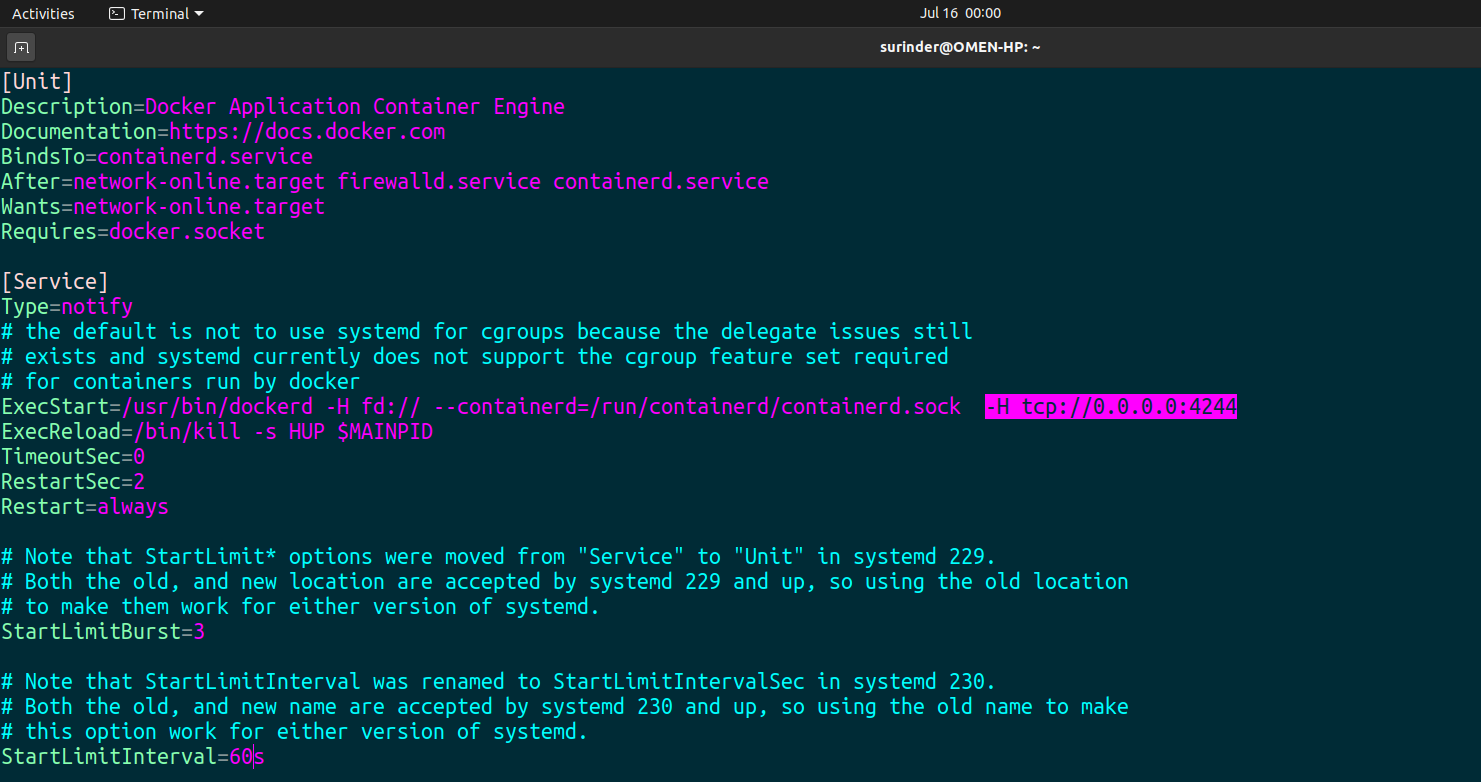 Activities Terminal Jul 16 00:00
surinder@OMEN-HP: ~
[Unit]
Description=Docker Application Container Engine
Documentation=https://docs.docker.com
BindsTo=containerd.service
After=network-online.target firewalld.service containerd.service
Wants=network-online.target
Requires=docker.socket
[Service]
Type=notify
# the default is not to use systemd for cgroups because the delegate issues still
# exists and systemd currently does not support the cgroup feature set required
# for containers run by docker
ExecStart=/usr/bin/dockerd -H fd:// --containerd=/run/containerd/containerd.sock  -H tcp://0.0.0.0:4244
ExecReload=/bin/kill -s HUP $MAINPID
TimeoutSec=0
RestartSec=2
Restart=always
# Note that StartLimit* options were moved from "Service" to "Unit" in systemd 229.
# Both the old, and new location are accepted by systemd 229 and up, so using the old location
# to make them work for either version of systemd.
StartLimitBurst=3
# Note that StartLimitInterval was renamed to StartLimitIntervalSec in systemd 230.
# Both the old, and new name are accepted by systemd 230 and up, so using the old name to make
# this option work for either version of systemd.
StartLimitInterval=60s